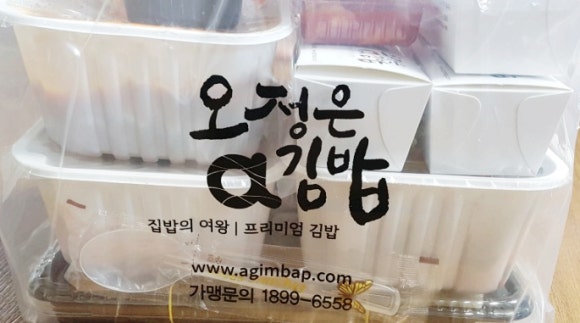 오정은
a김밥
집밥의 여왕 | 프리미엄 김밥
www.agimbap.com
가맹문의 1899-6558